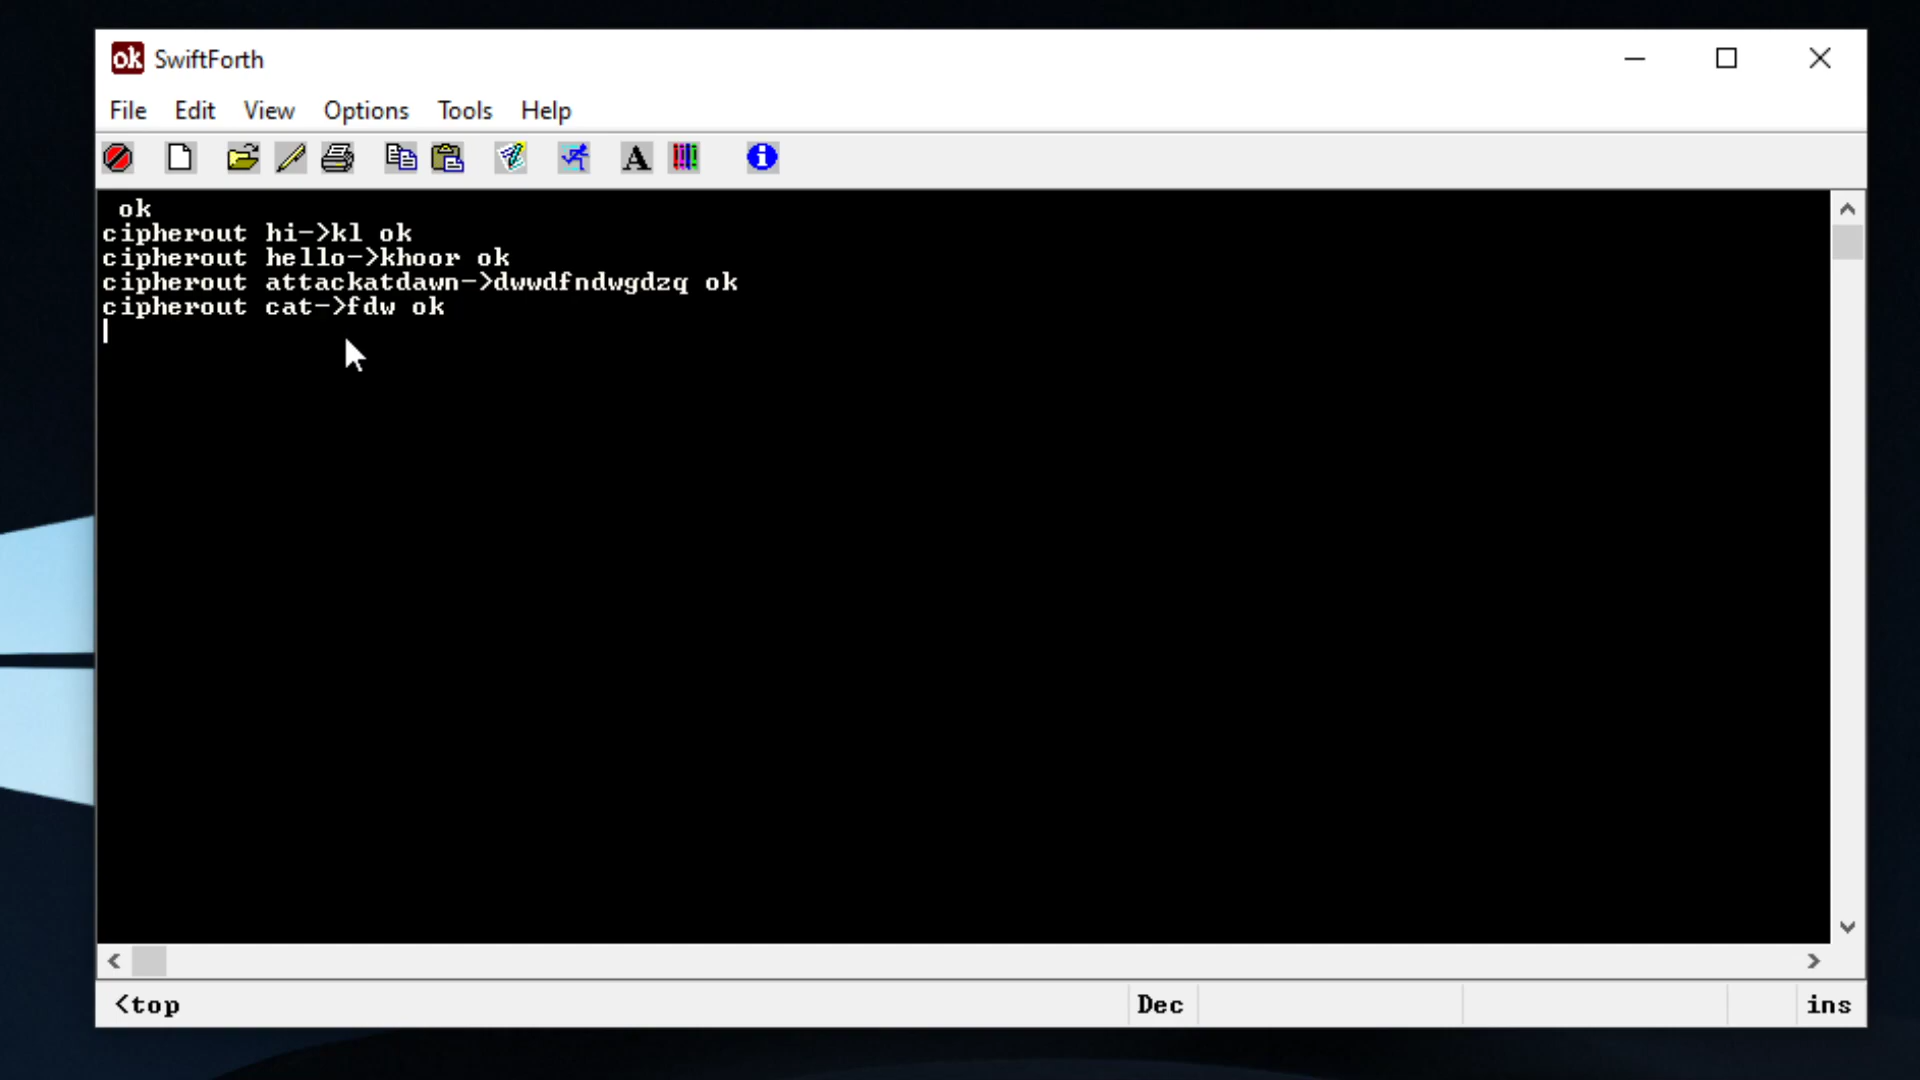 ok SwiftForth
File Edit View Options Tools Help
A
ok
cipherout hi->kl ok
cipherout hello->khoor ok
cipherout attackatdawn->dwwdfndwgdzq ok
cipherout cat->fdw ok
<top Dec ins